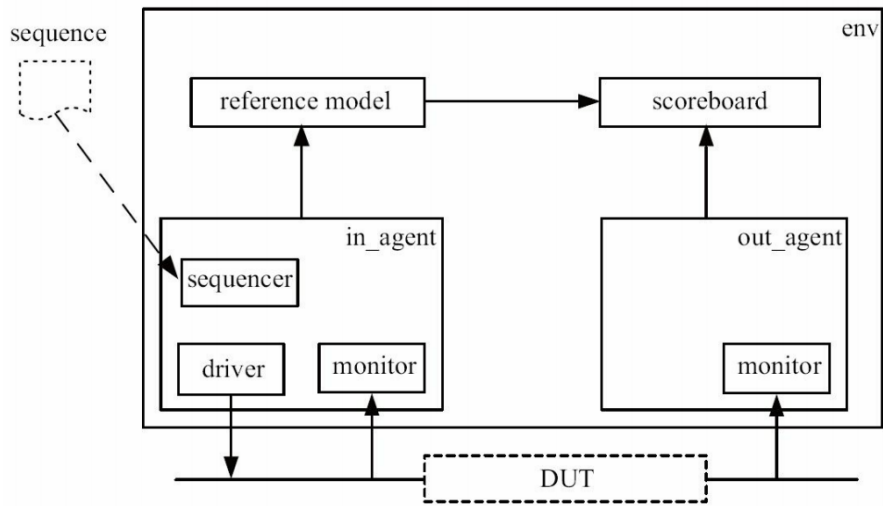 sequence
env
reference model
scoreboard
in_agent
out_agent
sequencer
driver
monitor
monitor
DUT